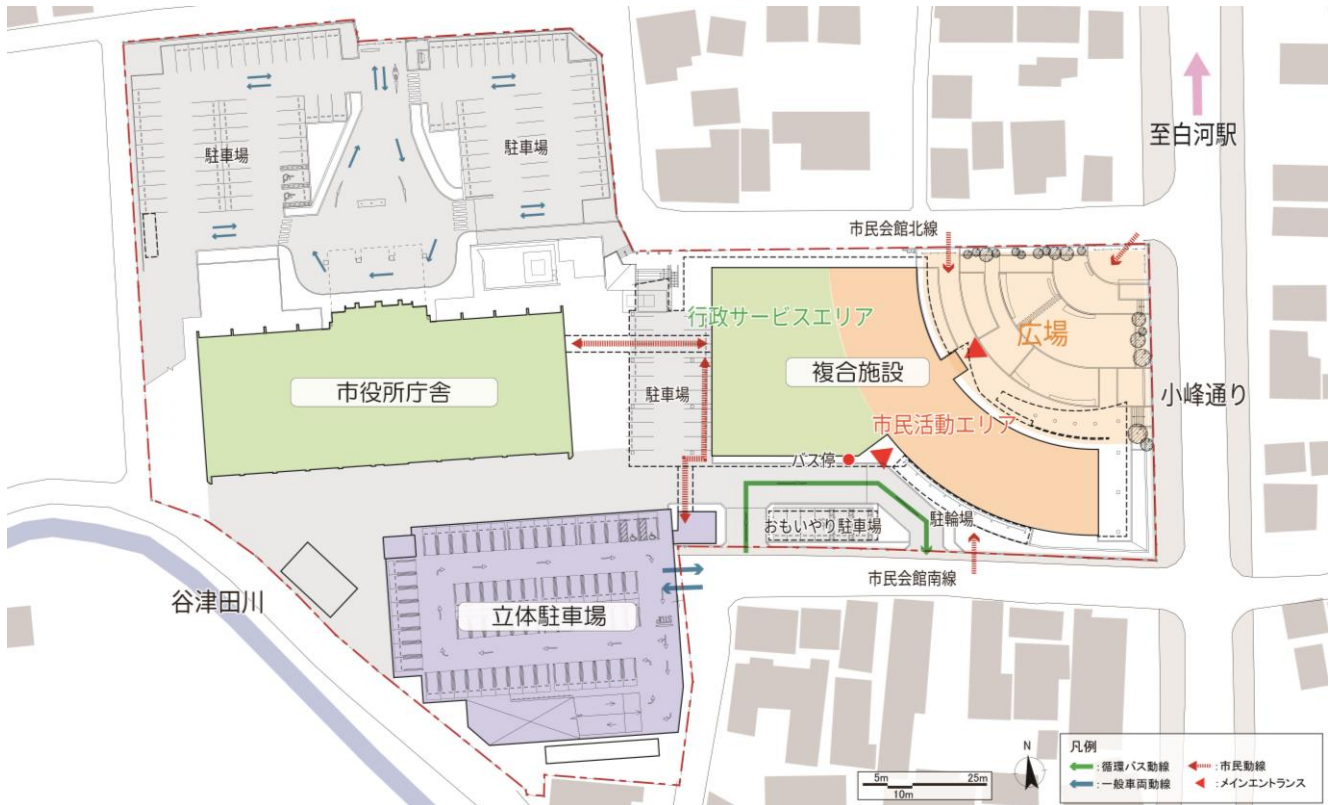 駐車場
駐車場
至白河駅
市民会館北線
行政サービスエリア
広場
市役所庁舎
複合施設
駐車場
小峰通り
市民活動エリア
バス停
おもいやり駐車場
駐輪場
市民会館南線
谷津田川
立体駐車場
N
凡例
:循環バス動線
:市民動線
:一般車両動線
:メインエントランス
5m
25m
10m